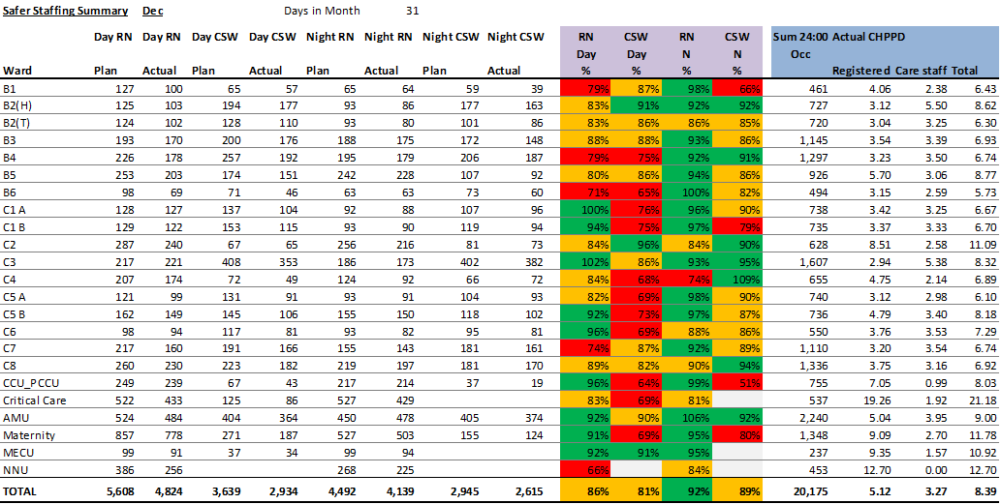 Safer Staffing Summary Dec Days in Month 31
Day RN Day RN Day CSW Day CSW Night RN Night RN Night CSW Night CSW RN CSW RN CSW Sum 24:00 Actual CHPPD
Day Day N N Occ
Ward Plan Actual Plan Actual Plan Actual Plan Actual % % % % Registered Care staff Total
B1 127 100 65 57 65 64 59 39 79% 87% 98% 66% 461 4.06 2.38 6.43
B2(H) 125 103 194 177 93 86 177 163 83% 91% 92% 92% 727 3.12 5.50 8.62
B2(T) 124 102 128 110 93 80 101 86 83% 86% 86% 85% 720 3.04 3.25 6.30
B3 193 170 200 176 188 175 172 148 88% 88% 93% 86% 1,145 3.54 3.39 6.93
B4 226 178 257 192 195 179 206 187 79% 75% 92% 91% 1,297 3.23 3.50 6.74
B5 253 203 174 151 242 228 107 92 80% 86% 94% 86% 926 5.70 3.06 8.77
B6 98 69 71 46 63 63 73 60 71% 65% 100% 82% 494 3.15 2.59 5.73
C1 A 128 127 137 104 92 88 107 96 100% 76% 96% 90% 738 3.42 3.25 6.67
C1 B 129 122 153 115 93 90 119 94 94% 75% 97% 79% 735 3.37 3.33 6.70
C2 287 240 67 65 256 216 81 73 84% 96% 84% 90% 628 8.51 2.58 11.09
C3 217 221 408 353 186 173 402 382 102% 86% 93% 95% 1,607 2.94 5.38 8.32
C4 207 174 72 49 124 92 66 72 84% 68% 74% 109% 655 4.75 2.14 6.89
C5 A 121 99 131 91 93 91 104 93 82% 69% 98% 90% 740 3.12 2.98 6.10
C5 B 162 149 145 106 155 150 118 102 92% 73% 97% 87% 736 4.79 3.40 8.18
C6 98 94 117 81 93 82 95 81 96% 69% 88% 86% 550 3.76 3.53 7.29
C7 217 160 191 166 155 143 181 161 74% 87% 92% 89% 1,110 3.20 3.54 6.74
C8 260 230 223 182 219 197 181 170 89% 82% 90% 94% 1,336 3.75 3.16 6.92
CCU_PCCU 249 239 67 43 217 214 37 19 96% 64% 99% 51% 755 7.05 0.99 8.03
Critical Care 522 433 125 86 527 429 83% 69% 81% 537 19.26 1.92 21.18
AMU 524 484 404 364 450 478 405 374 92% 90% 106% 92% 2,240 5.04 3.95 9.00
Maternity 857 778 271 187 527 503 155 124 91% 69% 95% 80% 1,348 9.09 2.70 11.78
MECU 99 91 37 34 99 94 92% 91% 95% 237 9.35 1.57 10.92
NNU 386 256 268 225 66% 84% 453 12.70 0.00 12.70
TOTAL 5,608 4,824 3,639 2,934 4,492 4,139 2,945 2,615 86% 81% 92% 89% 20,175 5.12 3.27 8.39